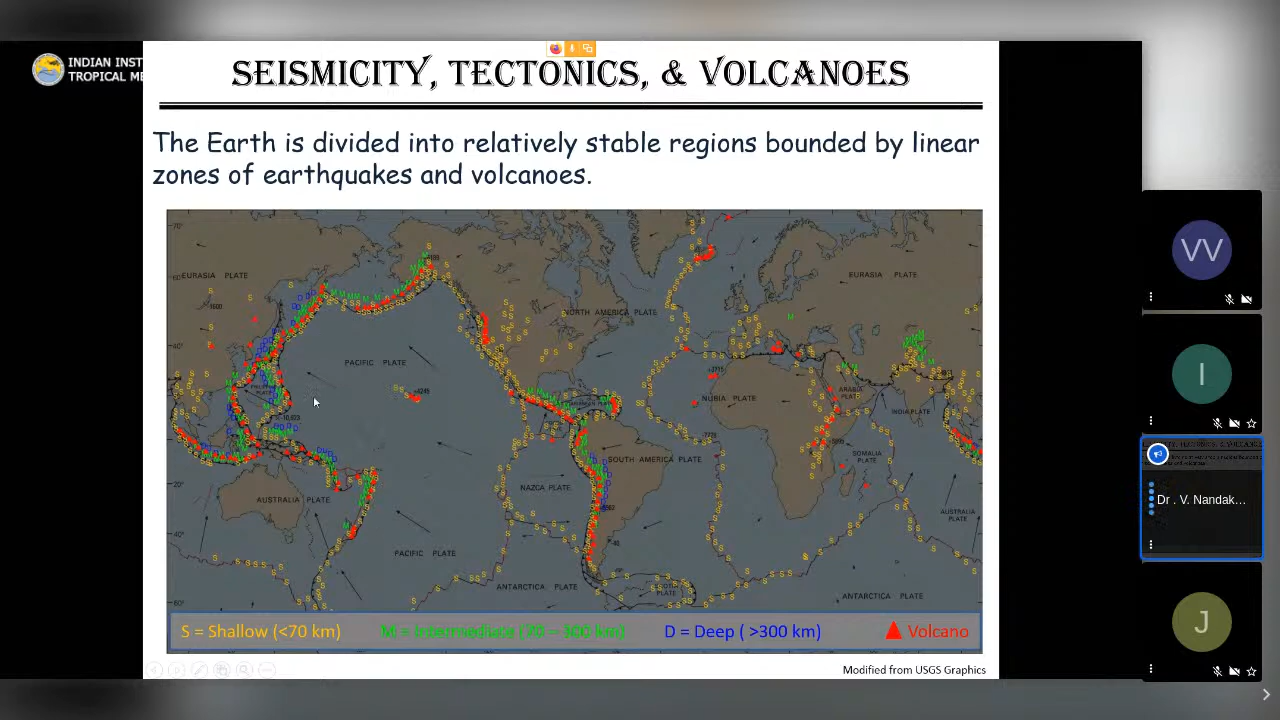 INDIAN INST
TROPICAL ME
SEISMICITY, TECTONICS, & VOLCANOES
The Earth is divided into relatively stable regions bounded by linear
zones of earthquakes and volcanoes.
EURASIA PLATE
EURASIA PLATE
NORTH AMERICA PLATE
PACIFIC PLATE
NUBIA PLATE
ARABIA PLATE
INDIA PLATE
SOMALIA
PLATE
SOUTH AMERICA PLATE
NAZCA PLATE
AUSTRALIA PLATE
AUSTRALIA
PLATE
PACIFIC PLATE
ANTARCTICA PLATE
ANTARCTICA PLATE
S = Shallow (<70 km) M = Intermediate (70 – 300 km) D = Deep ( >300 km) Volcano
Modified from USGS Graphics
VV
I
Dr . V. Nandak...
J